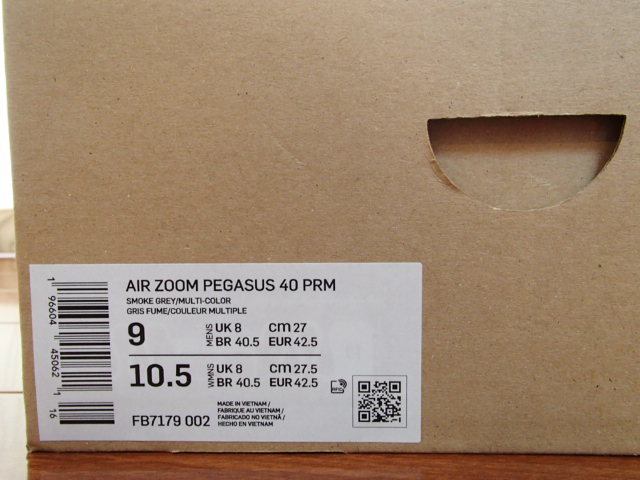 AIR ZOOM PEGASUS 40 PRM
SMOKE GREY/MULTI-COLOR
GRIS FUME/COULEUR MULTIPLE
9 MENS UK 8 cm 27
BR 40.5 EUR 42.5
10.5 WMNS UK 8 cm 27.5
BR 40.5 EUR 42.5
FB7179 002
MADE IN VIETNAM /
FABRIQUE AU VIETNAM /
FABRICADO NO VIETNÃ /
HECHO EN VIETNAM
1 96604 45062 1
16